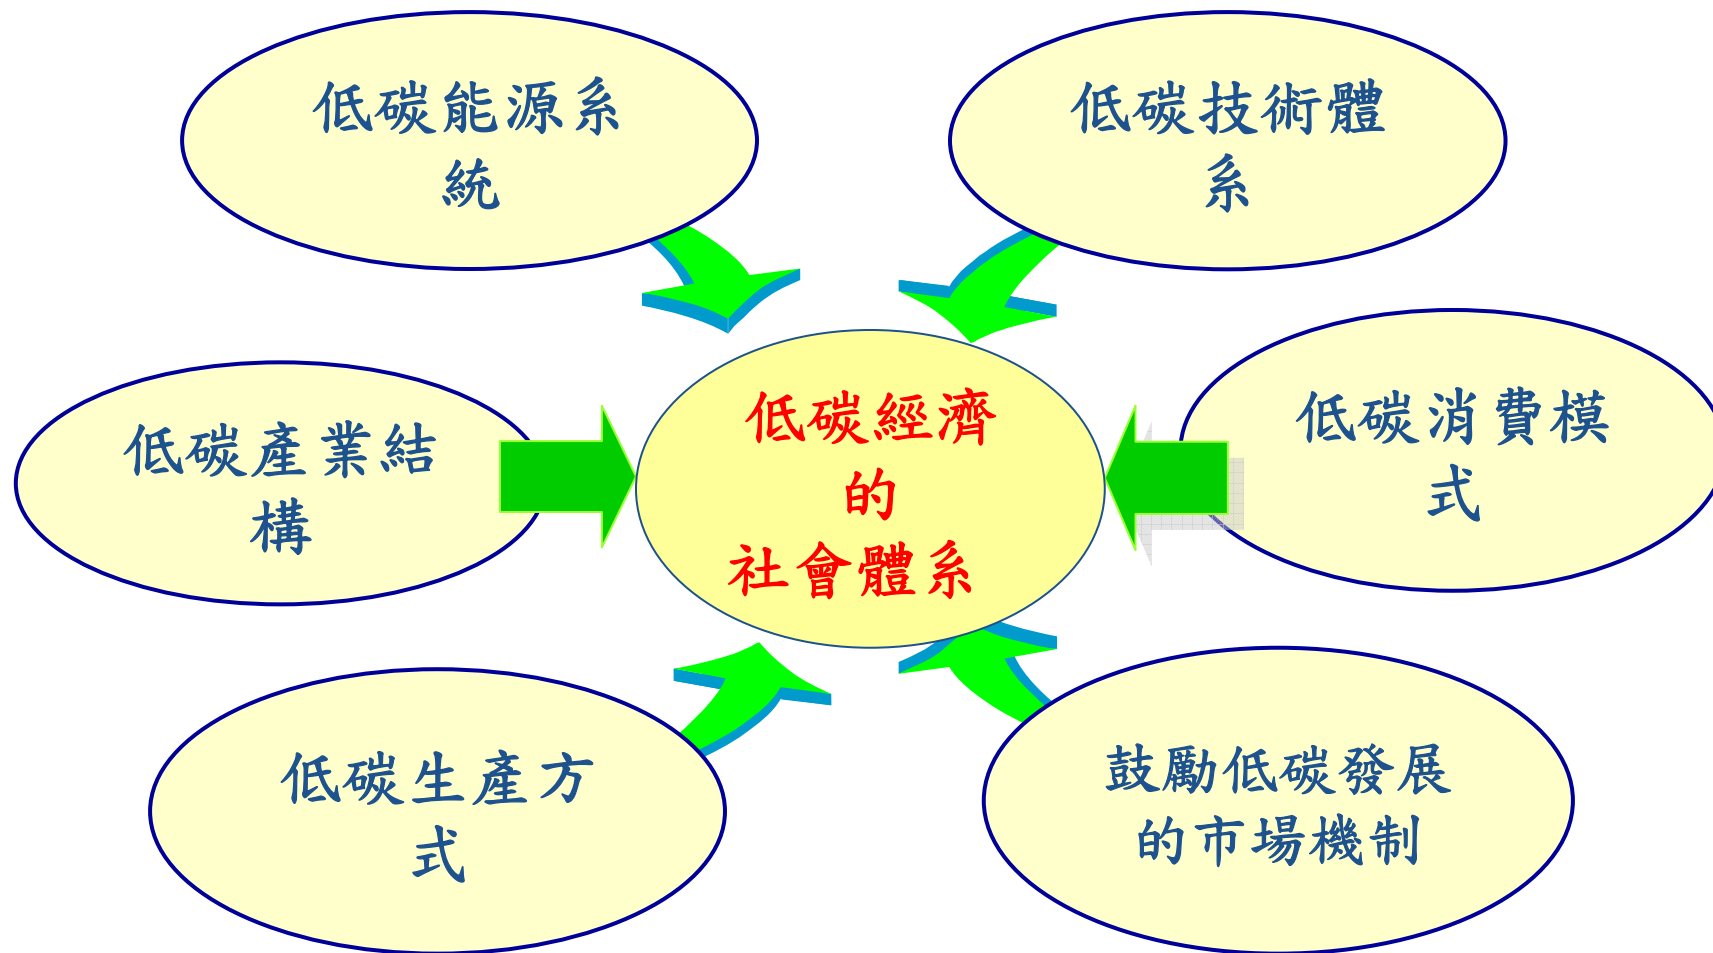 低碳能源系
統
低碳技術體
系
低碳產業結
構
低碳經濟
的
社會體系
低碳消費模
式
低碳生產方
式
鼓勵低碳發展
的市場機制